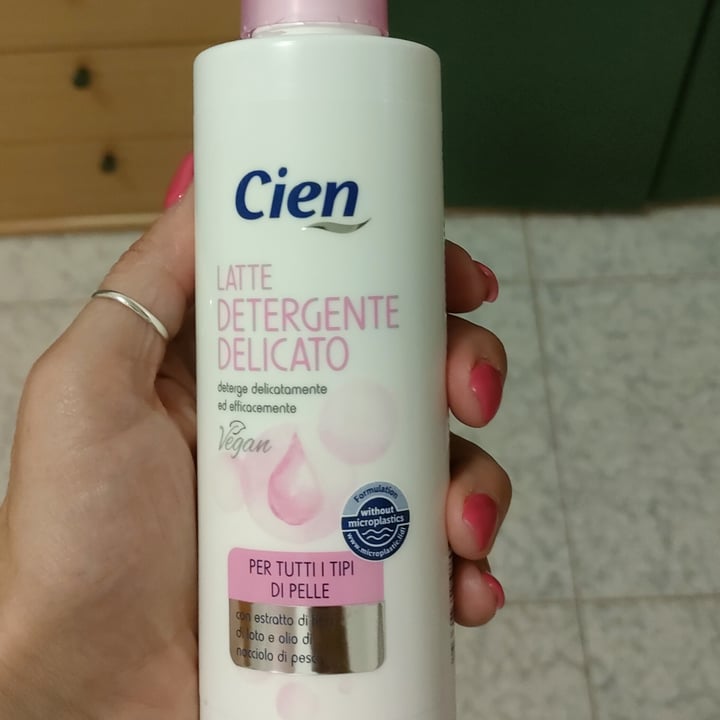 Cien
LATTE
DETERGENTE
DELICATO
deterge delicatamente
ed efficacemente
Vegan
Formulation
without
microplastics
www.microplastic.lidl
PER TUTTI I TIPI
DI PELLE
con estratto di
di loto e olio di
nocciolo di pesca